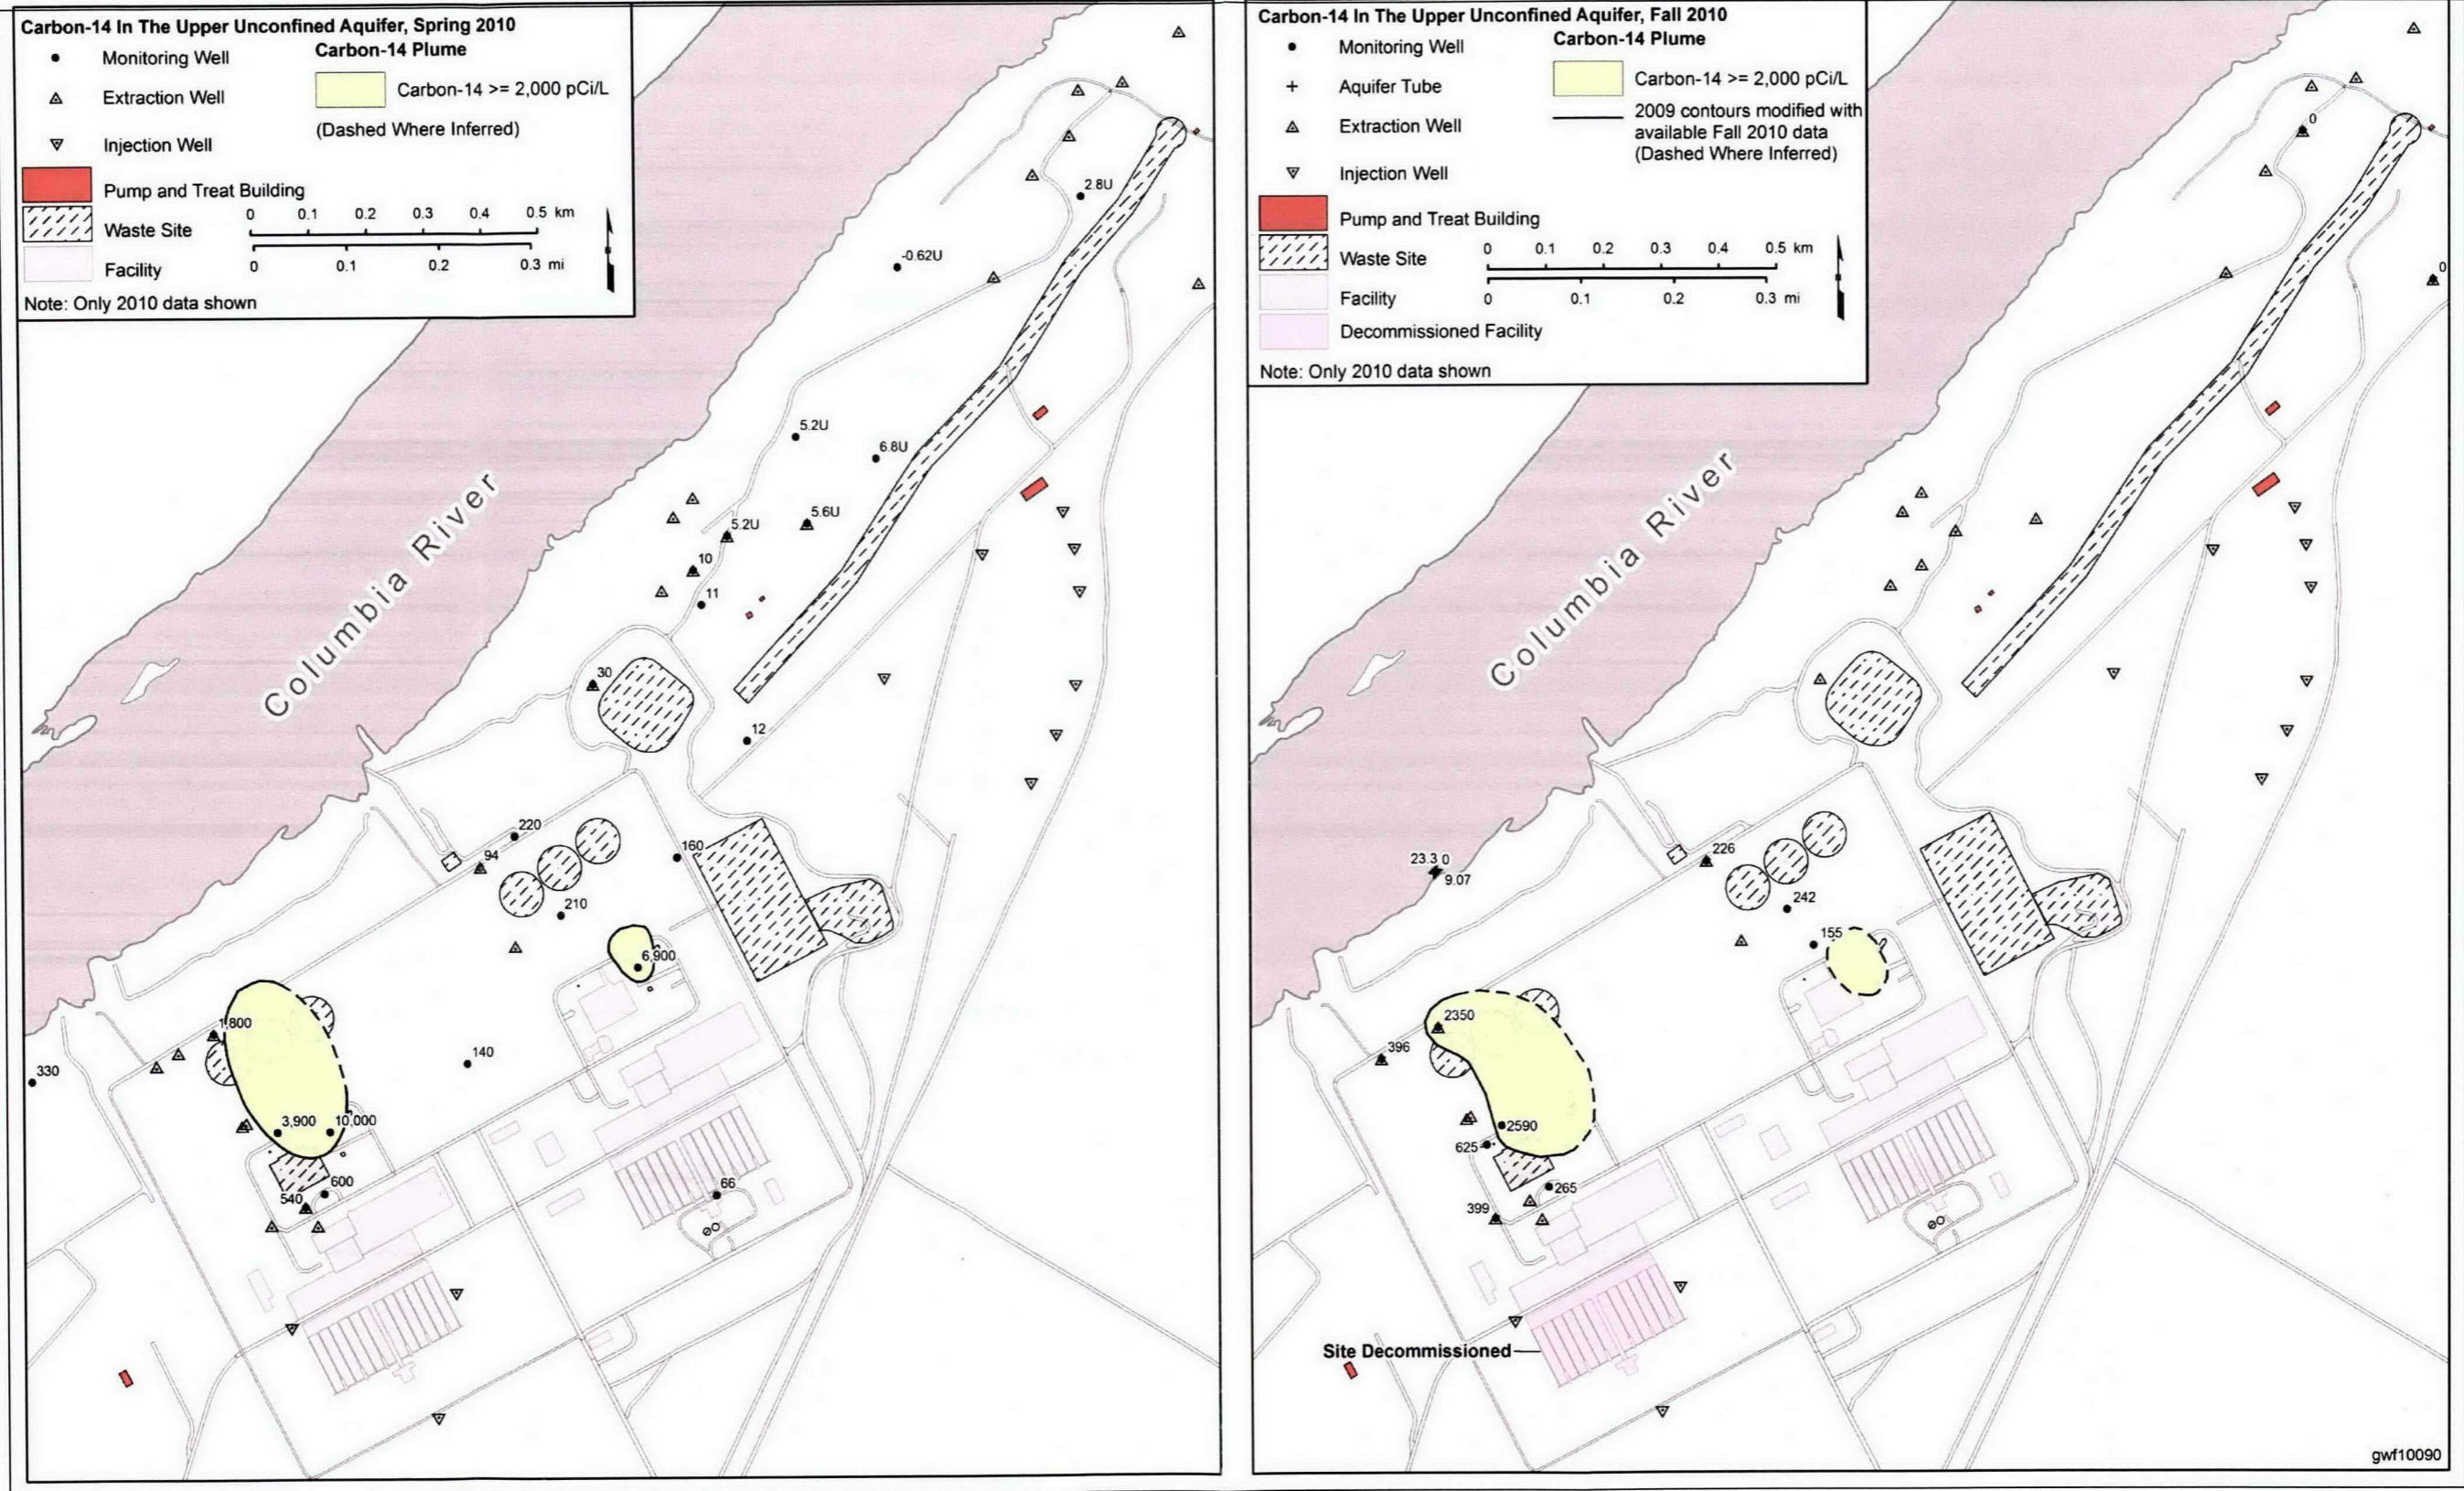 Carbon-14 In The Upper Unconfined Aquifer, Spring 2010
Monitoring Well
Extraction Well
Injection Well
Carbon-14 Plume
Carbon-14 >= 2,000 pCi/L
(Dashed Where Inferred)
Pump and Treat Building
Waste Site
Facility
0 0.1 0.2 0.3 0.4 0.5 km
0 0.1 0.2 0.3 mi
Note: Only 2010 data shown
2.8U
-0.62U
5.2U
6.8U
5.2U
5.6U
10
11
Columbia River
30
12
220
94
160
210
6,900
1,800
330
140
3,900
10,000
600
540
66
Carbon-14 In The Upper Unconfined Aquifer, Fall 2010
Monitoring Well
Aquifer Tube
Extraction Well
Injection Well
Carbon-14 Plume
Carbon-14 >= 2,000 pCi/L
2009 contours modified with
available Fall 2010 data
(Dashed Where Inferred)
Pump and Treat Building
Waste Site
Facility
Decommissioned Facility
0 0.1 0.2 0.3 0.4 0.5 km
0 0.1 0.2 0.3 mi
Note: Only 2010 data shown
0
0
Columbia River
226
23.3 0
9.07
242
155
2350
396
2590
625
265
399
Site Decommissioned
gwf10090